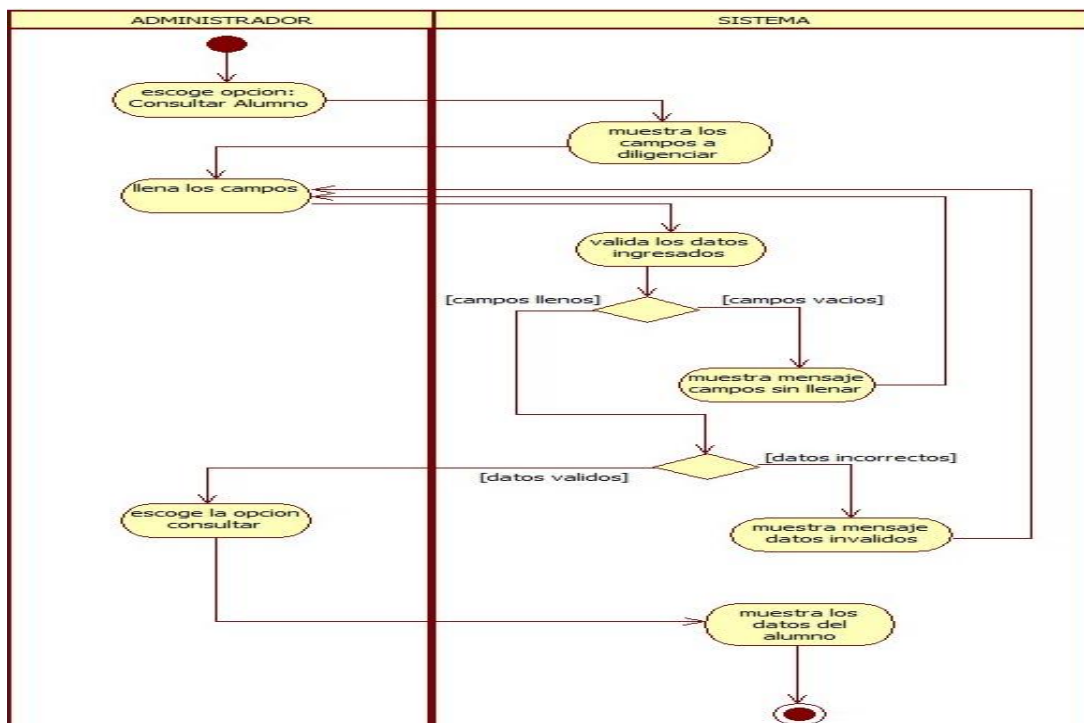 ADMINISTRADOR
SISTEMA
escoge opcion:
Consultar Alumno
muestra los
campos a
diligenciar
llena los campos
valida los datos
ingresados
[campos llenos]
[campos vacios]
muestra mensaje
campos sin llenar
[datos incorrectos]
[datos validos]
escoge la opcion
consultar
muestra mensaje
datos invalidos
muestra los
datos del
alumno